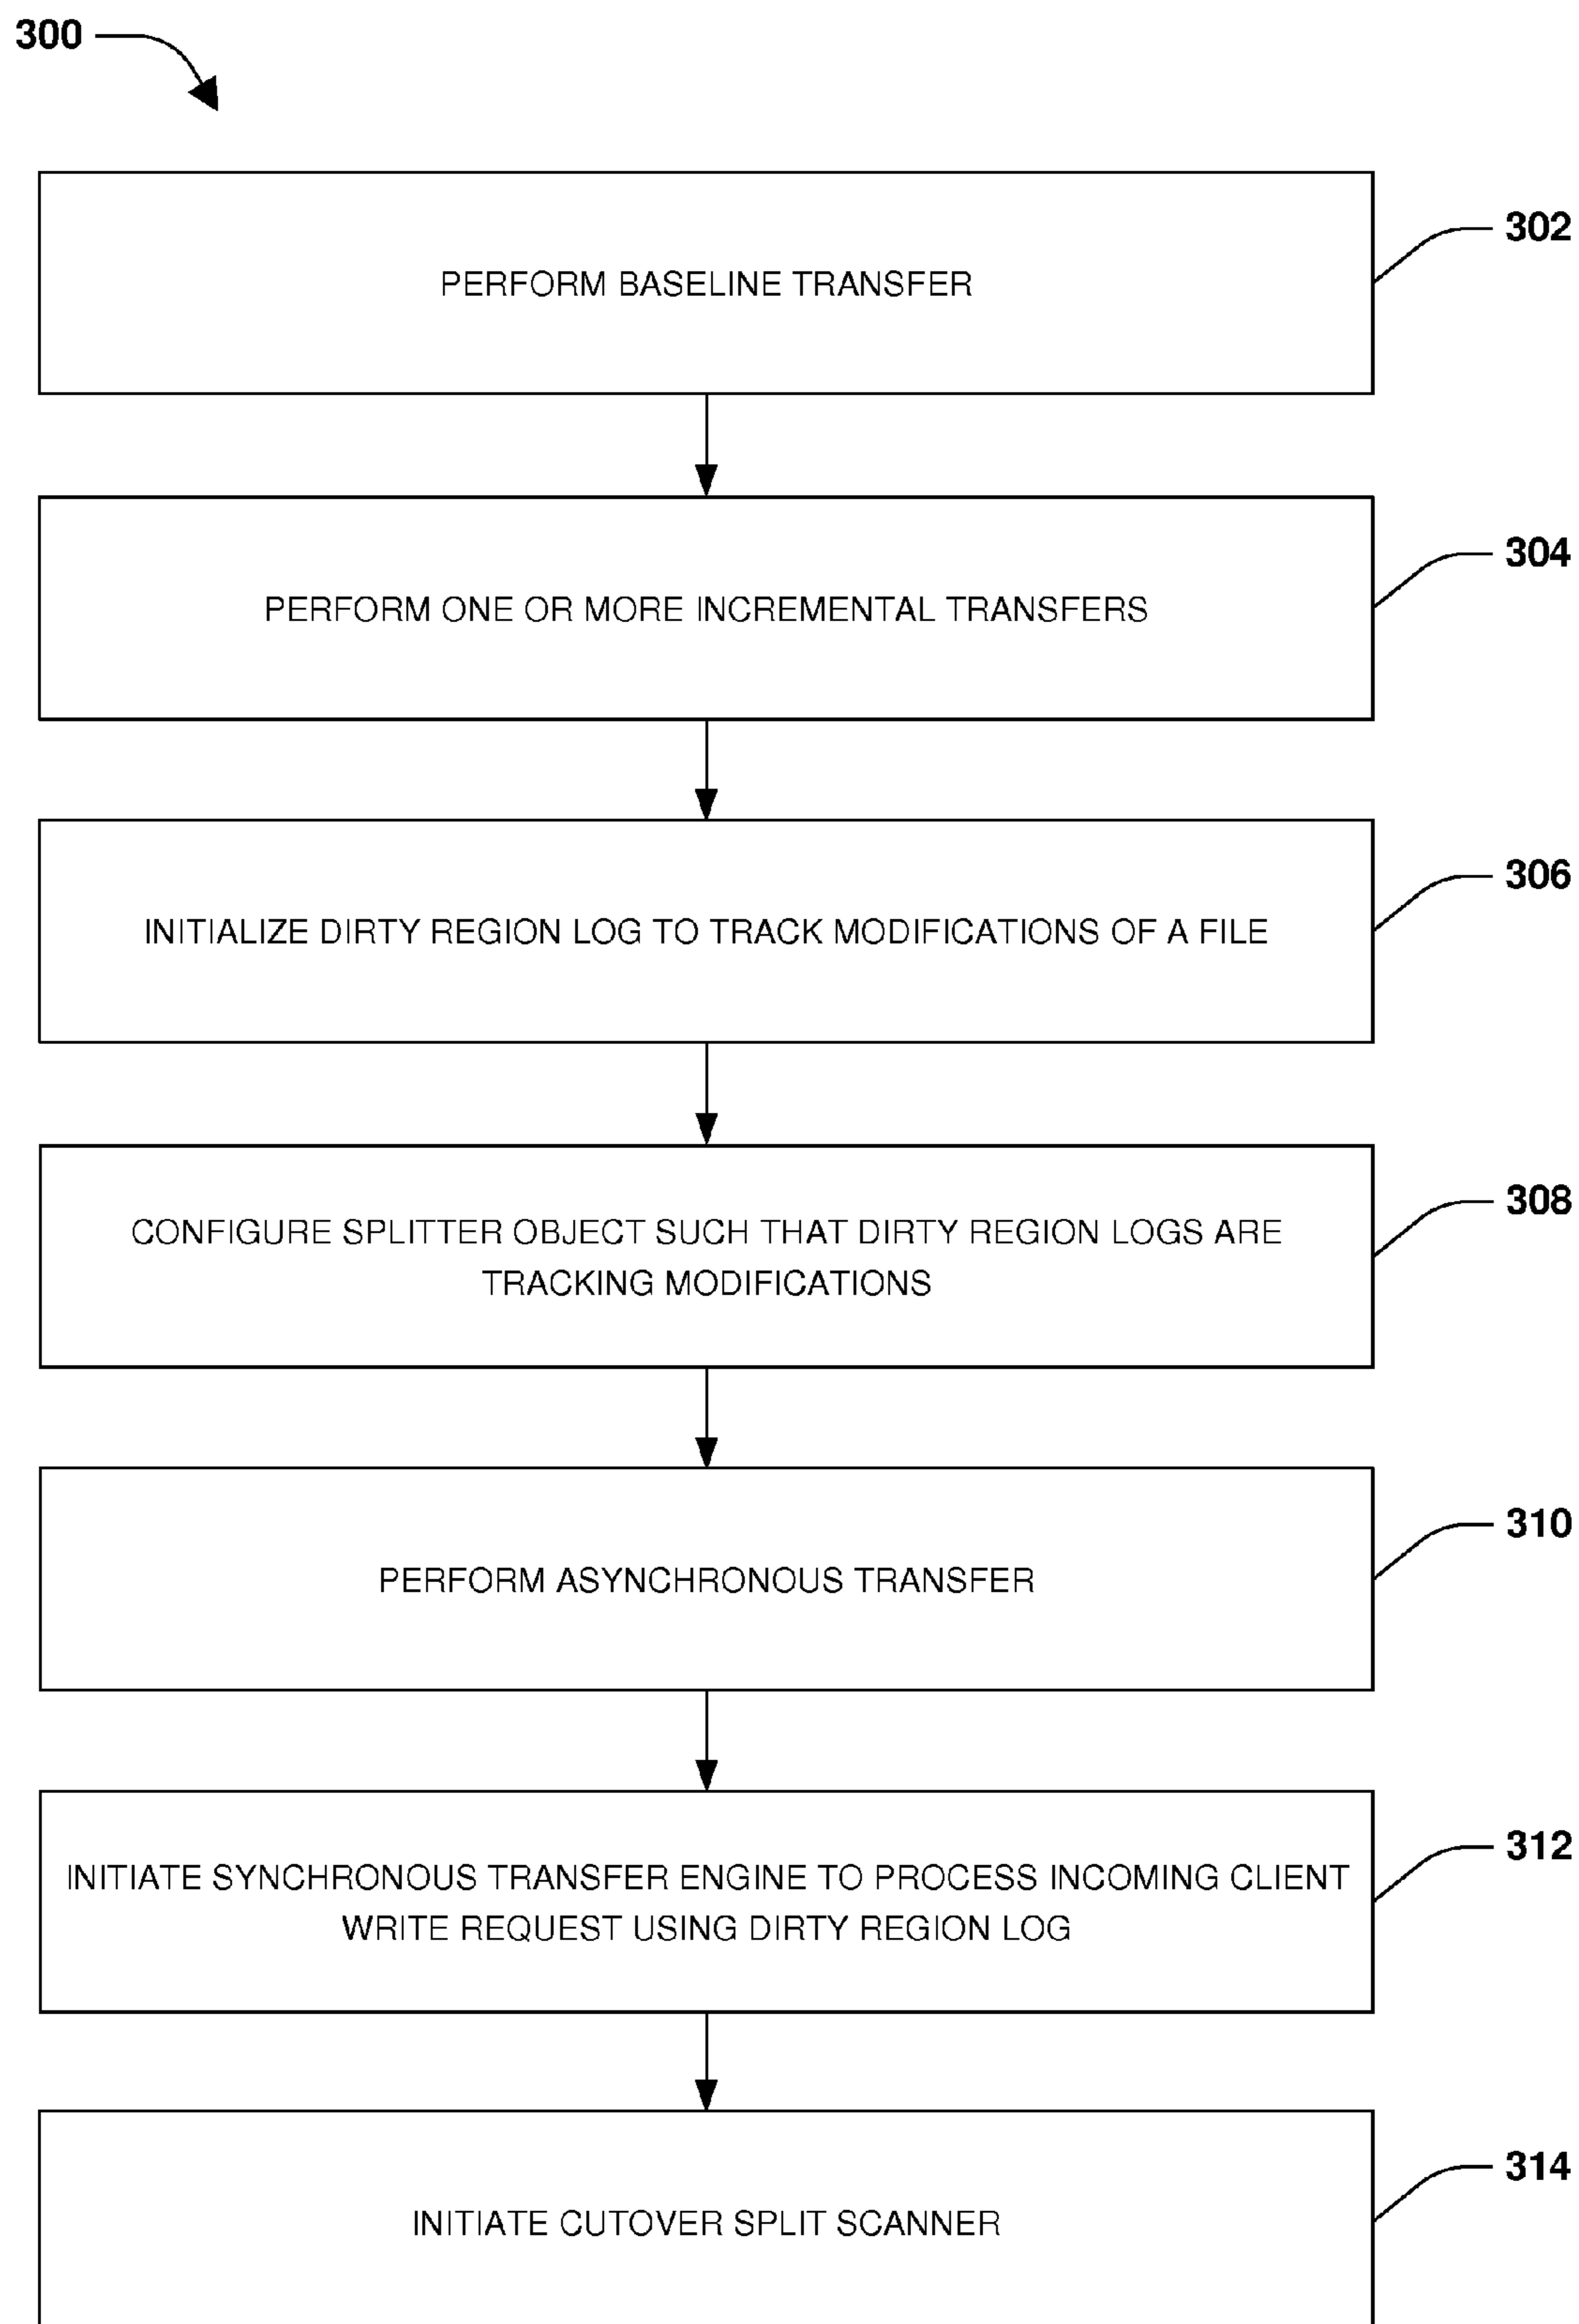 300
302
PERFORM BASELINE TRANSFER
304
PERFORM ONE OR MORE INCREMENTAL TRANSFERS
306
INITIALIZE DIRTY REGION LOG TO TRACK MODIFICATIONS OF A FILE
308
CONFIGURE SPLITTER OBJECT SUCH THAT DIRTY REGION LOGS ARE
TRACKING MODIFICATIONS
310
PERFORM ASYNCHRONOUS TRANSFER
312
INITIATE SYNCHRONOUS TRANSFER ENGINE TO PROCESS INCOMING CLIENT
WRITE REQUEST USING DIRTY REGION LOG
314
INITIATE CUTOVER SPLIT SCANNER